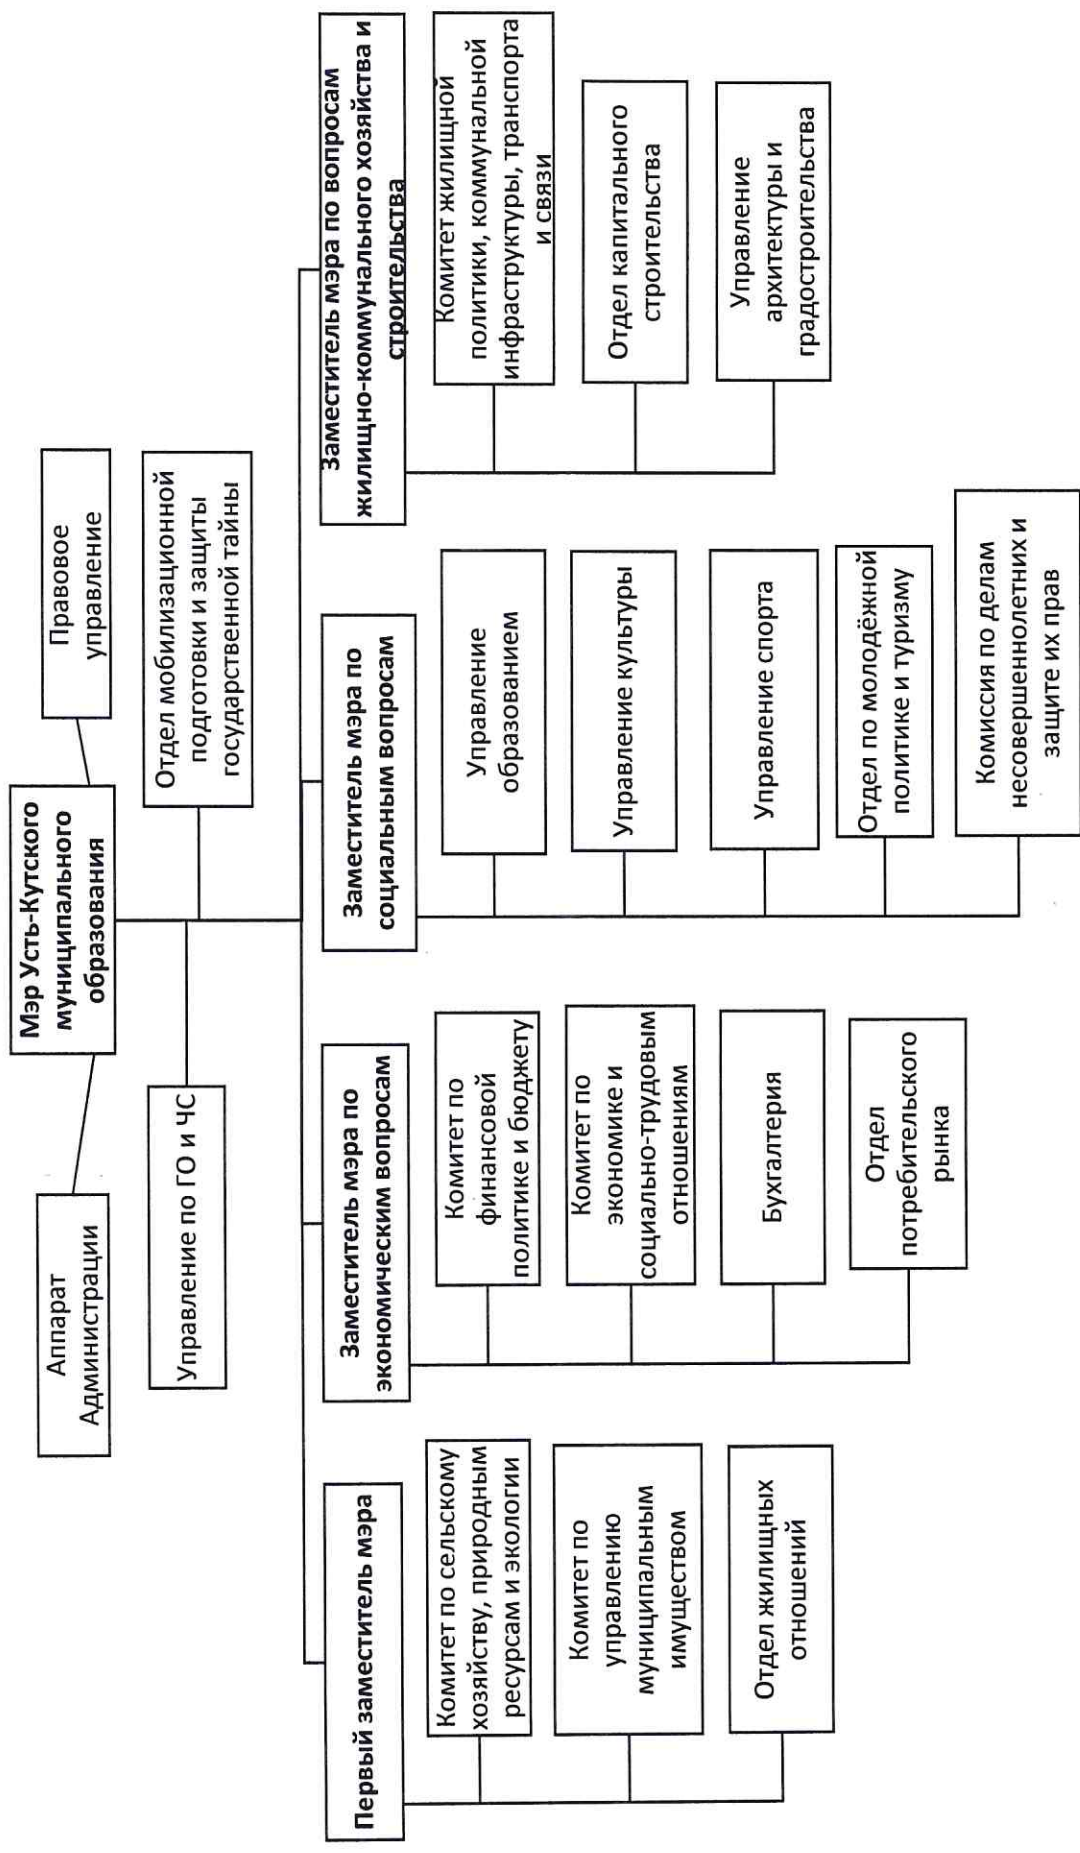 Мэр Усть-Кутского
муниципального
образования
Аппарат
Администрации
Правовое
управление
Управление по ГО и ЧС
Отдел мобилизационной
подготовки и защиты
государственной тайны
Первый заместитель мэра
Комитет по сельскому
хозяйству, природным
ресурсам и экологии
Комитет по
управлению
муниципальным
имуществом
Отдел жилищных
отношений
Заместитель мэра по
экономическим вопросам
Комитет по
финансовой
политике и бюджету
Комитет по
экономике и
социально-трудовым
отношениям
Бухгалтерия
Отдел
потребительского
рынка
Заместитель мэра по
социальным вопросам
Управление
образованием
Управление культуры
Управление спорта
Отдел по молодёжной
политике и туризму
Комиссия по делам
несовершеннолетних и
защите их прав
Заместитель мэра по вопросам
жилищно-коммунального хозяйства и
строительства
Комитет жилищной
политики, коммунальной
инфраструктуры, транспорта
и связи
Отдел капитального
строительства
Управление
архитектуры и
градостроительства